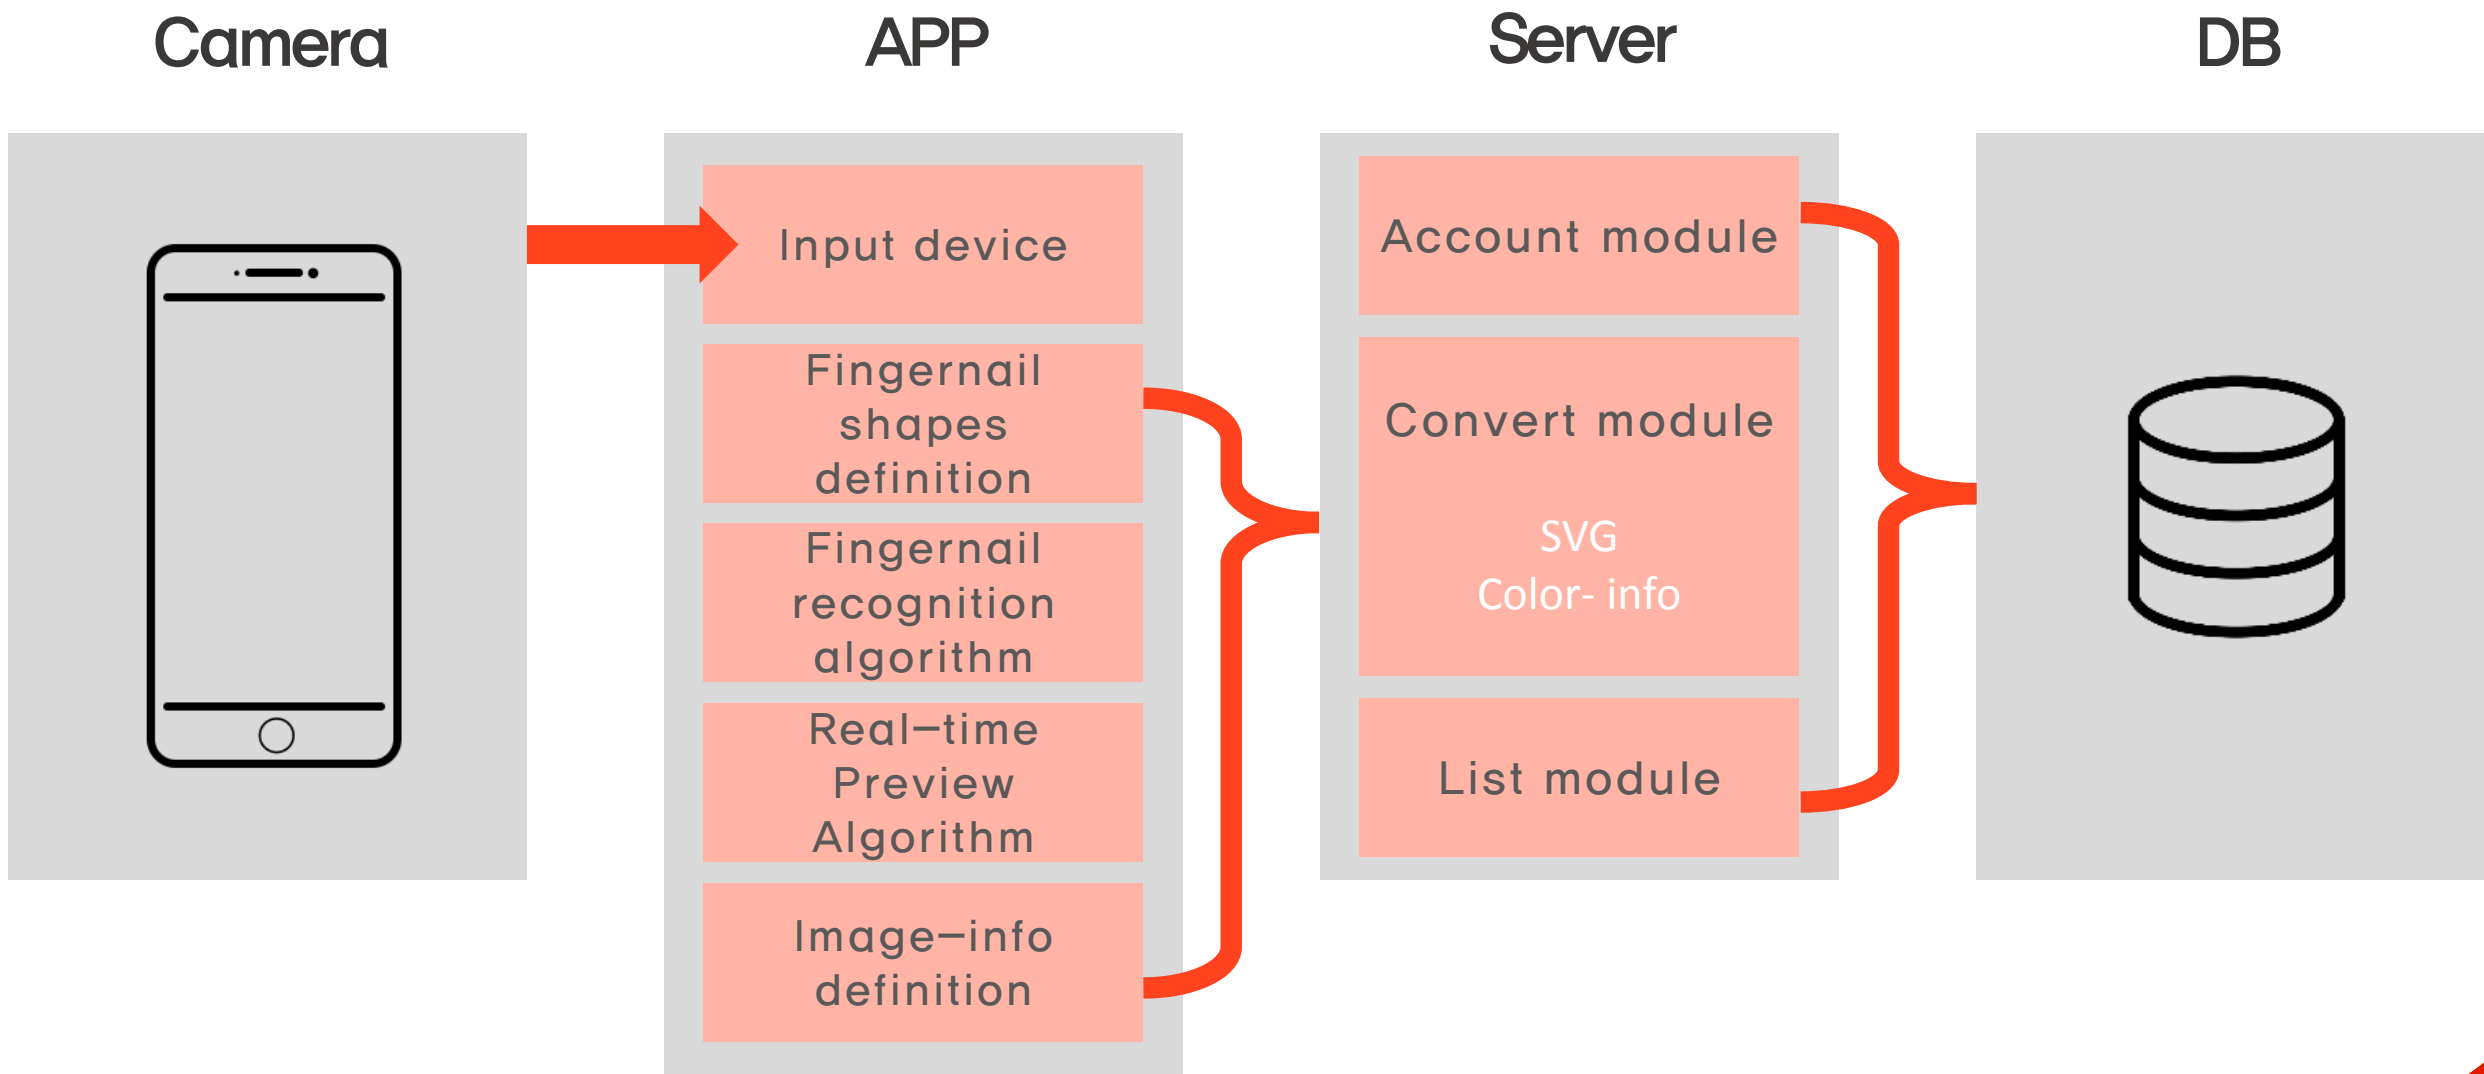 Camera
APP
Server
DB
Input device
Fingernail
shapes
definition
Fingernail
recognition
algorithm
Real-time
Preview
Algorithm
Image-info
definition
Account module
Convert module
SVG
Color- info
List module